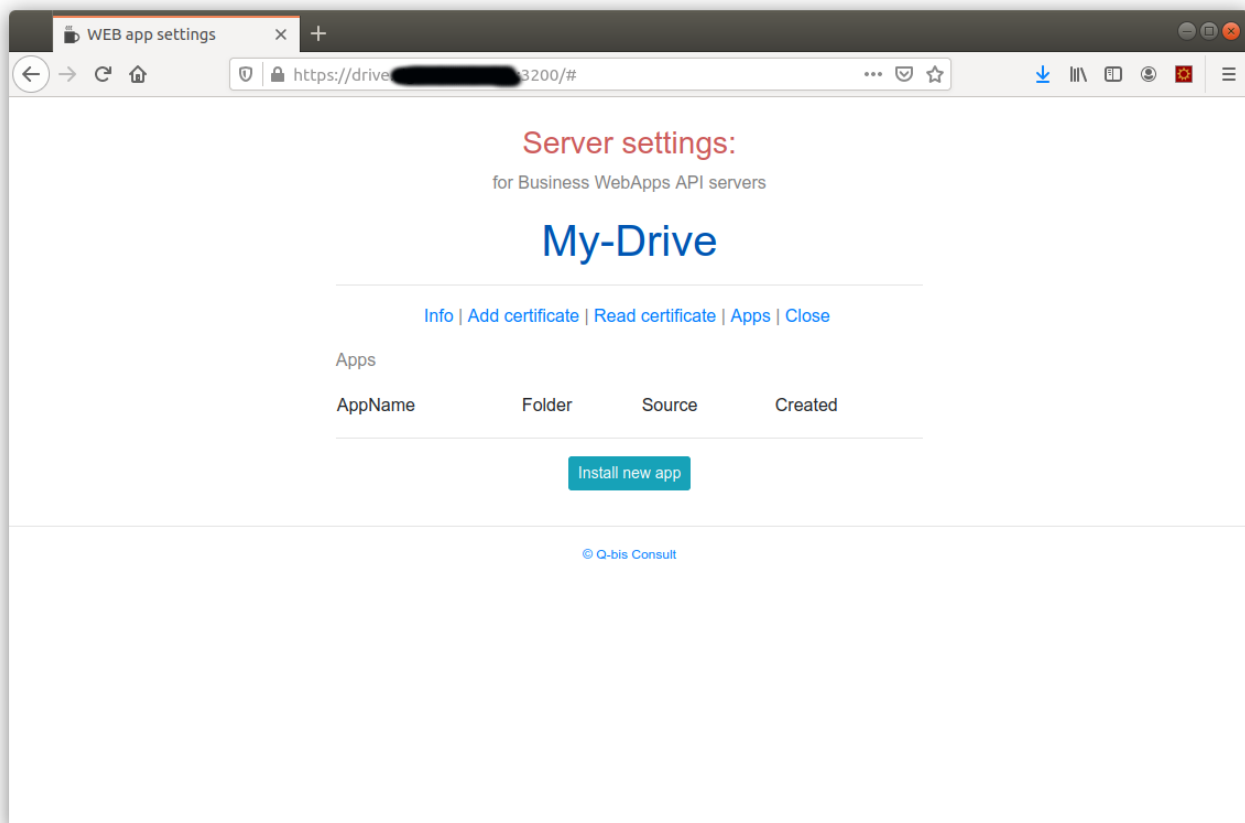 WEB app settings
https://drive 3200/#
Server settings:
for Business WebApps API servers
My-Drive
Info | Add certificate | Read certificate | Apps | Close
Apps
AppName Folder Source Created
Install new app
© Q-bis Consult